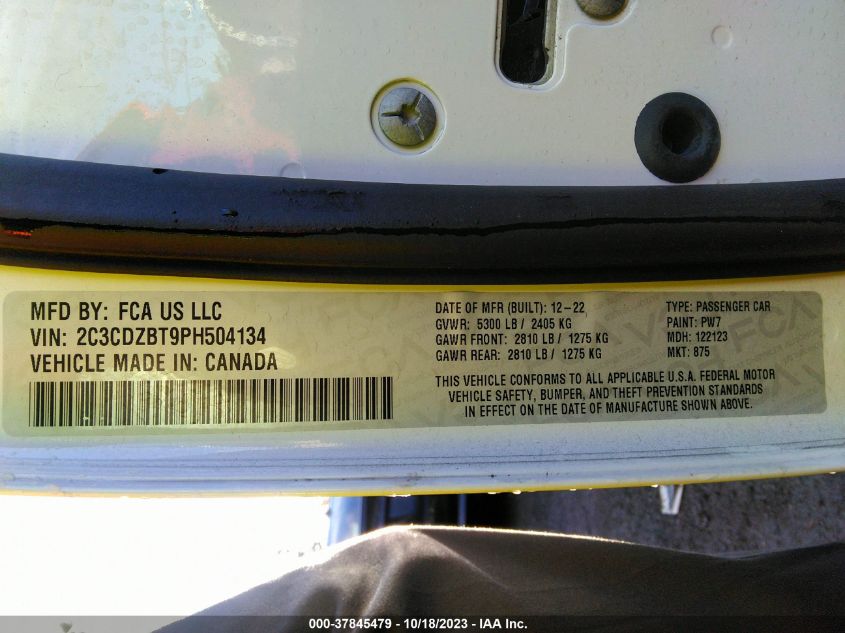 MFD BY: FCA US LLC
VIN: 2C3CDZBT9PH504134
VEHICLE MADE IN: CANADA
DATE OF MFR (BUILT): 12-22
GVWR: 5300 LB / 2405 KG
GAWR FRONT: 2810 LB / 1275 KG
GAWR REAR: 2810 LB / 1275 KG
TYPE: PASSENGER CAR
PAINT: PW7
MDH: 122123
MKT: 875
THIS VEHICLE CONFORMS TO ALL APPLICABLE U.S.A. FEDERAL MOTOR
VEHICLE SAFETY, BUMPER, AND THEFT PREVENTION STANDARDS
IN EFFECT ON THE DATE OF MANUFACTURE SHOWN ABOVE.
000-37845479 - 10/18/2023 - IAA Inc.